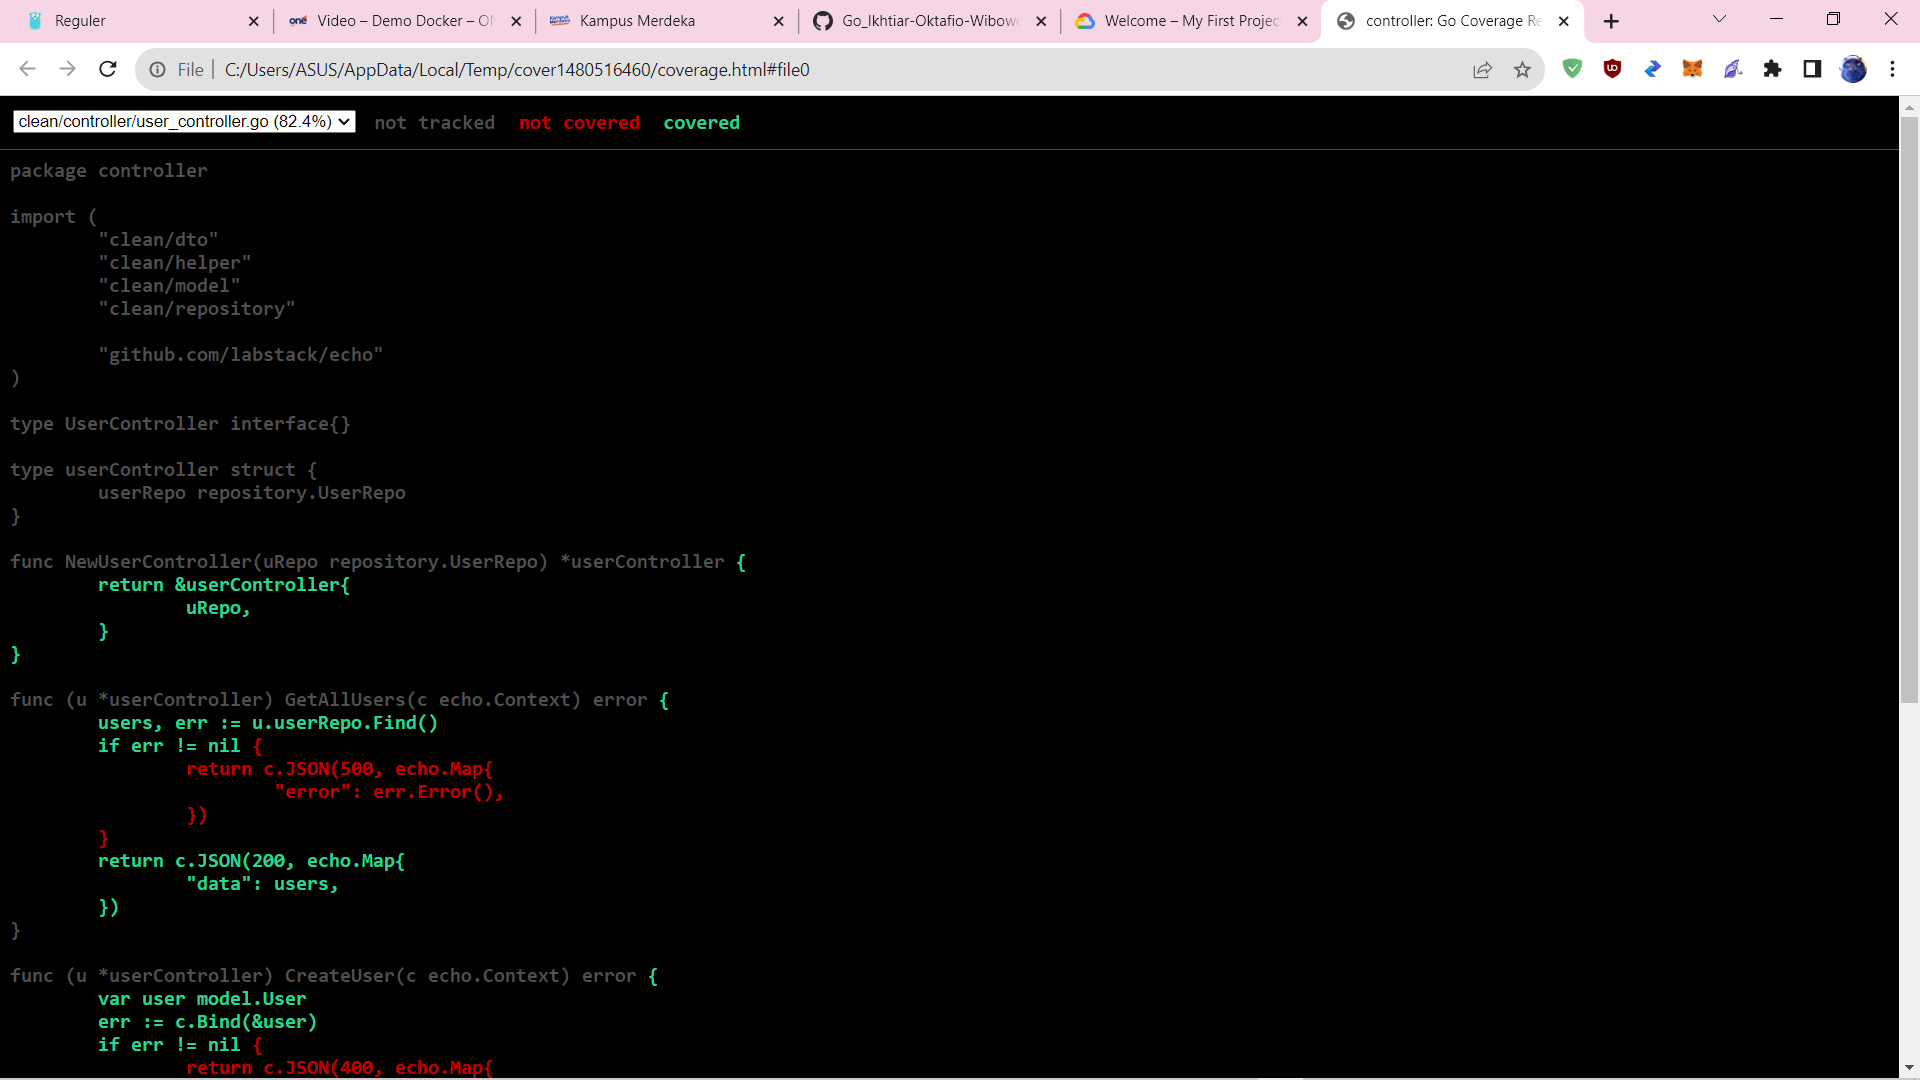 Reguler
Video – Demo Docker – ON
Kampus Merdeka
Go_Ikhtiar-Oktafio-Wibowo
Welcome – My First Project
controller: Go Coverage Re
File
C:/Users/ASUS/AppData/Local/Temp/cover1480516460/coverage.html#file0
clean/controller/user_controller.go (82.4%)
not tracked
not covered
covered
package controller
import (
"clean/dto"
"clean/helper"
"clean/model"
"clean/repository"
"github.com/labstack/echo"
)
type UserController interface{}
type userController struct {
userRepo repository.UserRepo
}
func NewUserController(uRepo repository.UserRepo) *userController {
return &userController{
uRepo,
}
}
func (u *userController) GetAllUsers(c echo.Context) error {
users, err := u.userRepo.Find()
if err != nil {
return c.JSON(500, echo.Map{
"error": err.Error(),
})
}
return c.JSON(200, echo.Map{
"data": users,
})
}
func (u *userController) CreateUser(c echo.Context) error {
var user model.User
err := c.Bind(&user)
if err != nil {
return c.JSON(400, echo.Map{